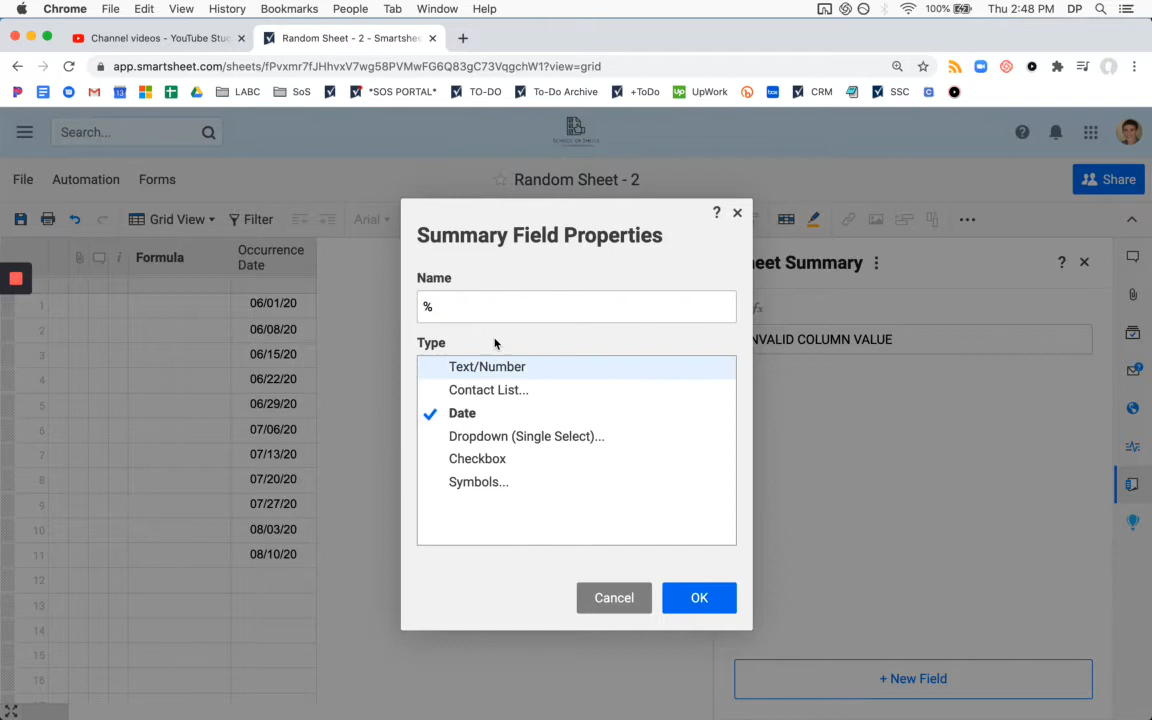 Chrome File Edit View History Bookmarks People Tab Window Help 100% Thu 2:48 PM DP
Channel videos - YouTube Stu
Random Sheet - 2 - Smartshe
app.smartsheet.com/sheets/fPvxmr7fJHhvxV7wg58PVMwFG6Q83gC73VqgchW1?view=grid
LABC SoS *SOS PORTAL* TO-DO To-Do Archive +ToDo UpWork CRM SSC
Search...
SCHOOL OF SHEETS
File Automation Forms
Random Sheet - 2
Share
Grid View Filter Arial
Formula
Occurrence
Date
1 06/01/20
2 06/08/20
3 06/15/20
4 06/22/20
5 06/29/20
6 07/06/20
7 07/13/20
8 07/20/20
9 07/27/20
10 08/03/20
11 08/10/20
12
13
14
15
16
Summary Field Properties
Name
%
Type
Text/Number
Contact List...
Date
Dropdown (Single Select)...
Checkbox
Symbols...
Cancel
OK
eet Summary
fx
NVALID COLUMN VALUE
+ New Field